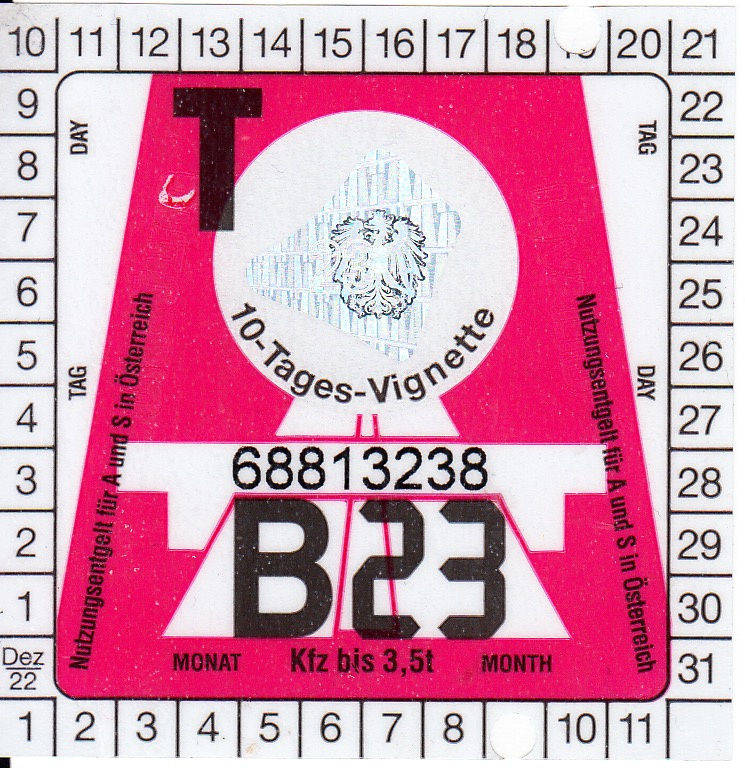 10 11 12 13 14 15 16 17 18 19 20 21
9 22
8 23
7 24
6 25
5 26
4 27
3 28
2 29
1 30
Dez 22 31
1 2 3 4 5 6 7 8 10 11
DAY
TAG
T
10-Tages-Vignette
TAG
DAY
Nutzungsentgelt für A und S in Österreich
Nutzungsentgelt für A und S in Österreich
68813238
B23
MONAT Kfz bis 3,5t MONTH